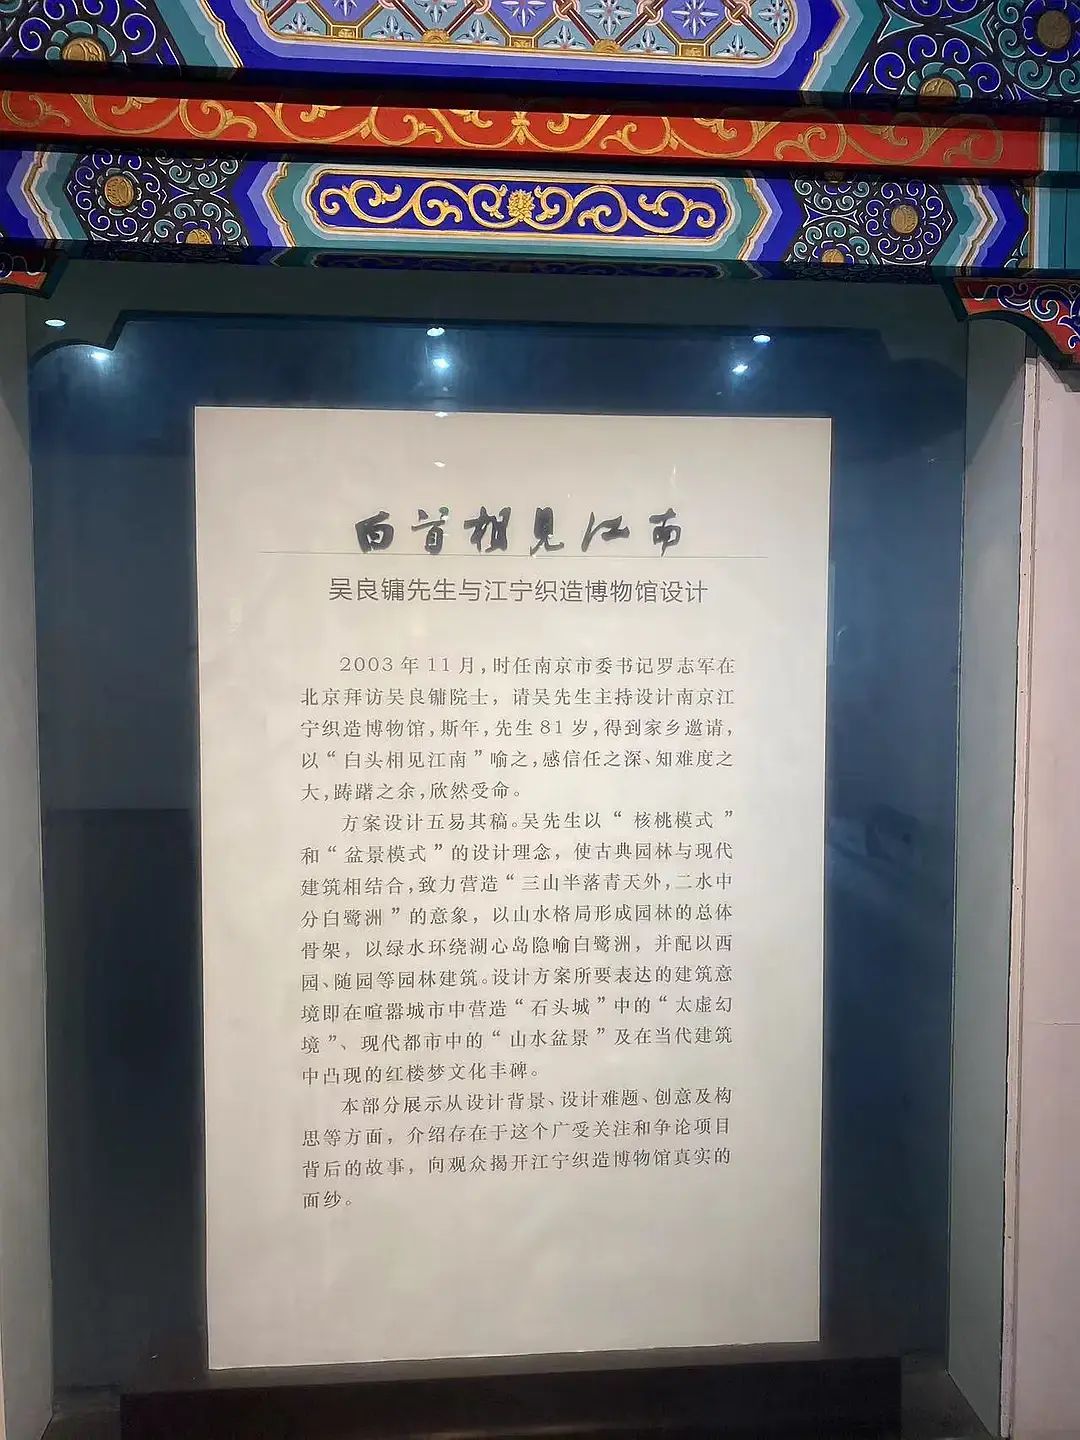 白首相见江南
吴良镛先生与江宁织造博物馆设计
2003年11月,时任南京市委书记罗志军在
北京拜访吴良镛院士，请吴先生主持设计南京江
宁织造博物馆,斯年,先生81岁,得到家乡邀请,
以“白头相见江南”喻之,感信任之深、知难度之
大,踌躇之余,欣然受命。
方案设计五易其稿。吴先生以“核桃模式”
和“盆景模式”的设计理念，使古典园林与现代
建筑相结合,致力营造“三山半落青天外,二水中
分白鹭洲”的意象，以山水格局形成园林的总体
骨架，以绿水环绕湖心岛隐喻白鹭洲，并配以西
园、随园等园林建筑。设计方案所要表达的建筑意
境即在喧嚣城市中营造“石头城”中的“太虚幻
境”、现代都市中的“山水盆景”及在当代建筑
中凸现的红楼梦文化丰碑。
本部分展示从设计背景、设计难题、创意及构
思等方面，介绍存在于这个广受关注和争论项目
背后的故事，向观众揭开江宁织造博物馆真实的
面纱。